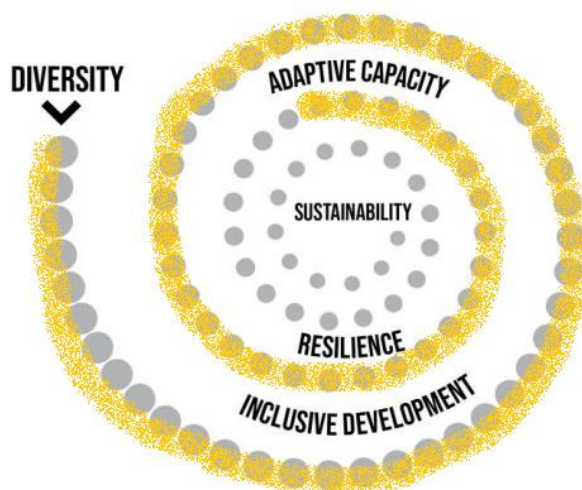 DIVERSITY
ADAPTIVE CAPACITY
SUSTAINABILITY
RESILIENCE
INCLUSIVE DEVELOPMENT